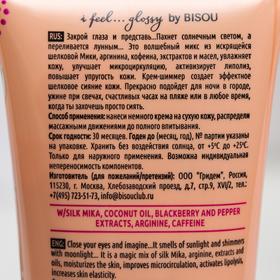 i feel... glossy by BISOU
RUS: Закрой глаза и представь...Пахнет солнечным светом, а
переливается лунным... Это волшебный микс из искрящейся
шелковой Мики, аргинина, кофеина, экстрактов и масел, увлажняет
кожу, улучшает микроциркуляцию, активизирует липолиз,
повышает упругость кожи. Крем-шиммер создает эффектное
шелковое сияние кожи. Прекрасно подойдет для ночи в городе,
ужине при свечах, счастливых часах на пляже или в любое время,
когда ты захочешь просто сиять.
Способ применения: нанеси немного крема на сухую кожу, распредели
массажными движениями до полного впитывания.
Срок годности: 30 месяцев. Годен до (месяц, год), № партии указаны на
упаковке. Хранить вдали от воздействия солнца, от +5°С до +25°С.
Только для наружного применения. Возможна индивидуальная
непереносимость компонентов.
Изготовитель (для пожеланий/претензий): ООО "Гридем", Россия,
115230, г. Москва, Хлебозаводский проезд, д.7, стр.9, XVI/2, тел.:
+7(495) 723-51-73, info@bisouclub.ru
W/SILK MIKA, COCONUT OIL, BLACKBERRY AND PEPPER
EXTRACTS, ARGININE, CAFFEINE
ENG: Close your eyes and imagine...It smells of sunlight and shimmers
with moonlight... It is a magic mix of silk Mika, arginine, extracts
and oils, moisturizes the skin, improves microcirculation, activates
lipolysis, increases skin